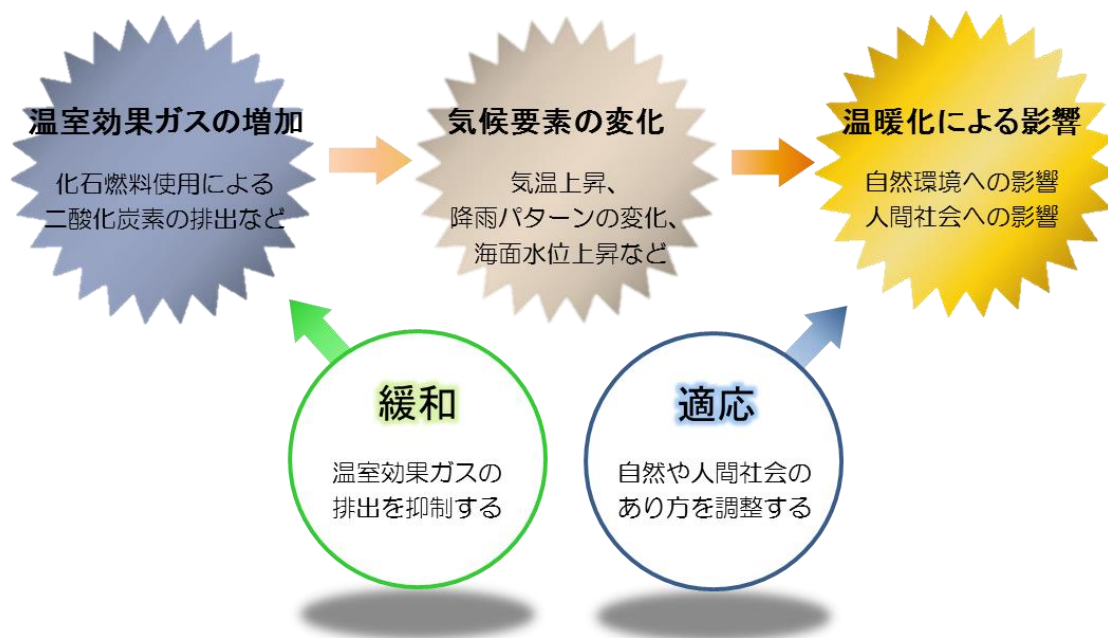 温室効果ガスの増加
化石燃料使用による
二酸化炭素の排出など
気候要素の変化
気温上昇、
降雨パターンの変化、
海面水位上昇など
温暖化による影響
自然環境への影響
人間社会への影響
緩和
温室効果ガスの
排出を抑制する
適応
自然や人間社会の
あり方を調整する